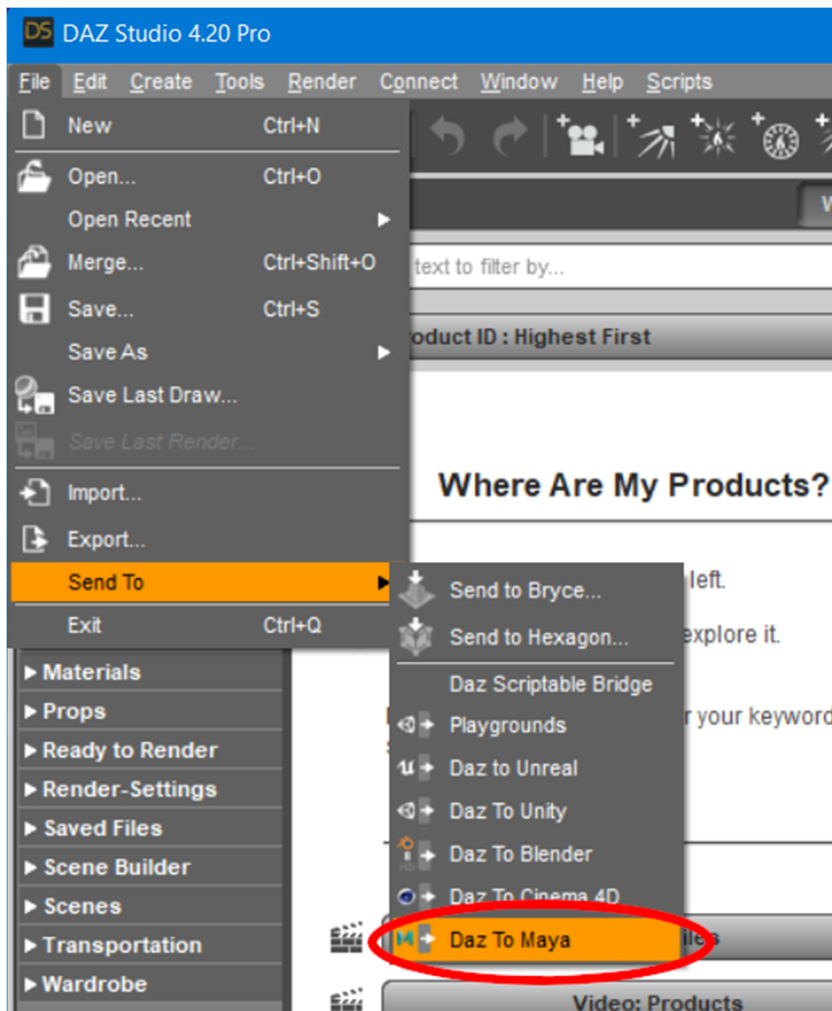 DS DAZ Studio 4.20 Pro
File Edit Create Tools Render Connect Window Help Scripts
New Ctrl+N
Open... Ctrl+O
Open Recent
Merge... Ctrl+Shift+O
text to filter by...
Save... Ctrl+S
Save As
oduct ID : Highest First
Save Last Draw...
Save Last Render...
Import...
Where Are My Products?
Export...
Send To
Exit Ctrl+Q
Send to Bryce...
left.
Send to Hexagon...
explore it.
Daz Scriptable Bridge
Playgrounds
r your keyword
Daz to Unreal
Daz To Unity
Daz To Blender
Daz To Cinema 4D
M Daz To Maya
Materials
Props
Ready to Render
Render-Settings
Saved Files
Scene Builder
Scenes
Transportation
Wardrobe
Video: Products